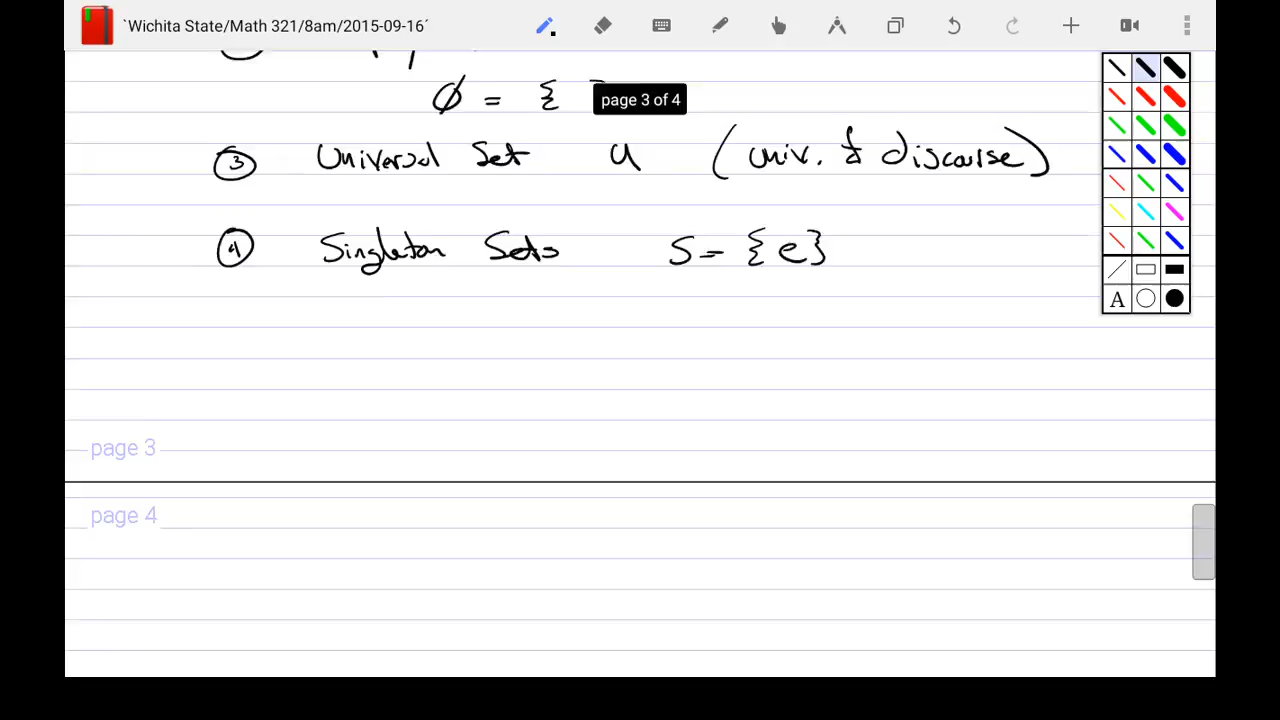 `Wichita State/Math 321/8am/2015-09-16´
φ = {
page 3 of 4
③ Universal Set U (univ. of discourse)
④ Singleton Sets S = {e}
page 3
page 4
A